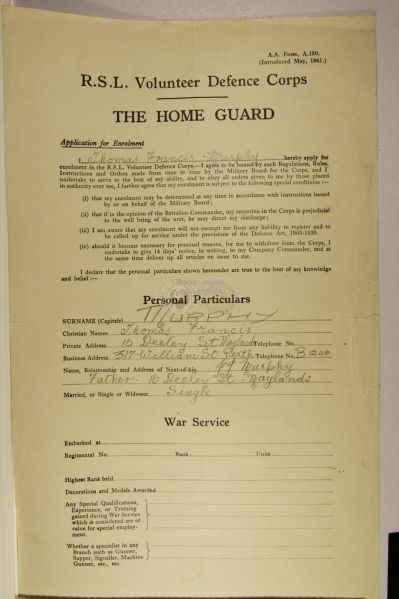 A.A. Form, A.150.
(Introduced May, 1941.)
R.S.L. Volunteer Defence Corps
THE HOME GUARD
Application for Enrolment
I, Thomas Francis Murphy hereby apply for
enrolment in the R.S.L. Volunteer Defence Corps,—I agree to be bound by such Regulations, Rules,
Instructions and Orders made from time to time by the Military Board for the Corps, and I
undertake to serve to the best of my ability, and to obey all orders given to me by those placed
in authority over me, I further agree that my enrolment is subject to the following special conditions :—
(i) that my enrolment may be determined at any time in accordance with instructions issued
by or on behalf of the Military Board ;
(ii) that if in the opinion of the Battalion Commander, my retention in the Corps is prejudicial
to the well being of the unit, he may direct my discharge ;
(iii) I am aware that my enrolment will not exempt me from any liability to register and to
be called up for service under the provisions of the Defence Act, 1903-1939.
(iv) should it become necessary for personal reasons, for me to withdraw from the Corps, I
undertake to give 14 days' notice, in writing, to my Company Commander, and at
the same time deliver up all articles on issue to me.
I declare that the personal particulars shown hereunder are true to the best of my knowledge
and belief :—
Personal Particulars
SURNAME (Capitals) MURPHY
Christian Names Thomas Francis
Private Address 16 Deeley St Maylands Telephone No.
Business Address 317 William St Perth Telephone No. B 1240
Name, Relationship and Address of Next-of-kin Murphy
Father 16 Deeley St - Maylands
Married, or Single or Widower Single
War Service
Embarked at
Regimental No. Rank Units
Highest Rank held
Decorations and Medals Awarded
Any Special Qualifications,
Experience, or Training
gained during War Service
which is considered are of
value for special employ-
ment.
Whether a specialist in any
Branch such as Gunner,
Sapper, Signaller, Machine
Gunner, etc., etc.